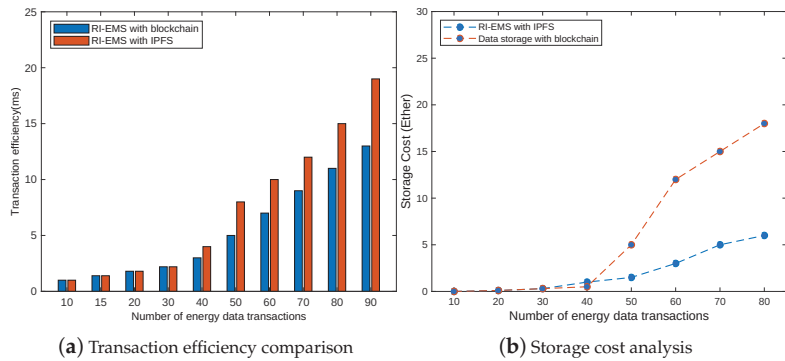 RI-EMS with blockchain
RI-EMS with IPFS
Transaction efficiency(ms)
25
20
15
10
5
0
10 15 20 30 40 50 60 70 80 90
Number of energy data transactions
(a) Transaction efficiency comparison
RI-EMS with IPFS
Data storage with blockchain
Storage Cost (Ether)
30
25
20
15
10
5
0
10 20 30 40 50 60 70 80
Number of energy data transactions
(b) Storage cost analysis